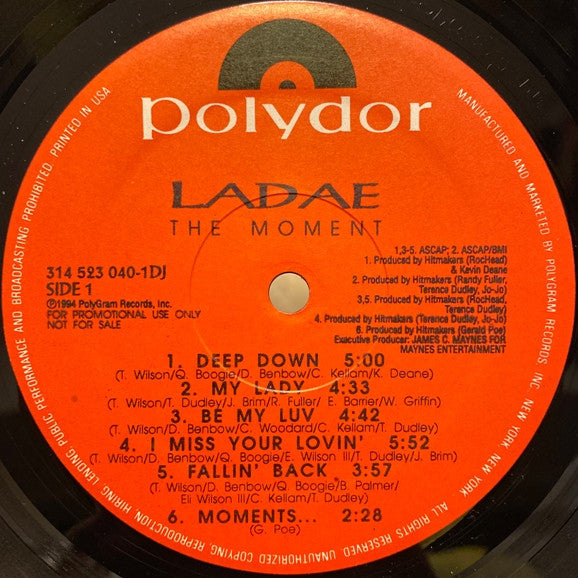 polydor
LADAE
THE MOMENT
314 523 040-1DJ
SIDE 1
℗1994 PolyGram Records, Inc.
FOR PROMOTIONAL USE ONLY
NOT FOR SALE
1,3-5. ASCAP; 2. ASCAP/BMI
1. Produced by Hitmakers (RocHead)
& Kevin Deane
2. Produced by Hitmakers (Randy Fuller,
Terence Dudley, Jo-Jo)
3,5. Produced by Hitmakers (RocHead,
Terence Dudley)
4. Produced by Hitmakers (Terence Dudley, Jo-Jo)
6. Produced by Hitmakers (Gerald Poe)
Executive Producer: JAMES C. MAYNES FOR
MAYNES ENTERTAINMENT
1. DEEP DOWN 5:00
(T. Wilson/Q. Boogie/D. Benbow/C. Kellam/K. Deane)
2. MY LADY 4:33
(T. Wilson/T. Dudley/J. Brim/R. Fuller/ E. Barrier/W. Griffin)
3. BE MY LUV 4:42
(T. Wilson/D. Benbow/C. Woodard/C. Kellam/T. Dudley)
4. I MISS YOUR LOVIN' 5:52
(T. Wilson/D. Benbow/Q. Boogie/E. Wilson III/T. Dudley/J. Brim)
5. FALLIN' BACK 3:57
(T. Wilson/D. Benbow/Q. Boogie/B. Palmer/
Eli Wilson III/C. Kellam/T. Dudley)
6. MOMENTS... 2:28
(G. Poe)
MANUFACTURED AND MARKETED BY POLYGRAM RECORDS, INC. NEW YORK, NEW YORK. ALL RIGHTS RESERVED. UNAUTHORIZED COPYING, REPRODUCTION, HIRING, LENDING, PUBLIC PERFORMANCE AND BROADCASTING PROHIBITED. PRINTED IN USA